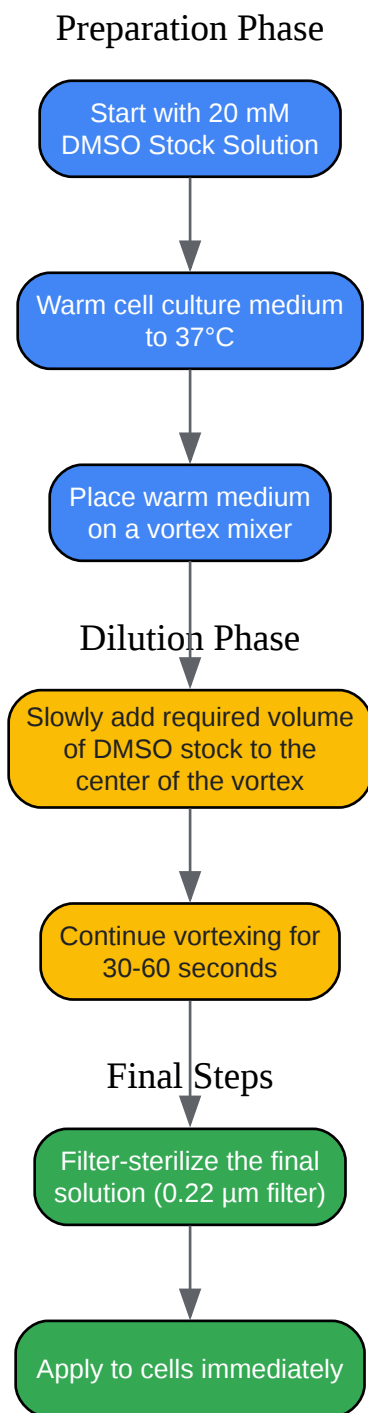 Preparation Phase
Start with 20 mM
DMSO Stock Solution
Warm cell culture medium
to 37°C
Place warm medium
on a vortex mixer
Dilution Phase
Slowly add required volume
of DMSO stock to the
center of the vortex
Continue vortexing for
30-60 seconds
Final Steps
Filter-sterilize the final
solution (0.22 µm filter)
Apply to cells immediately